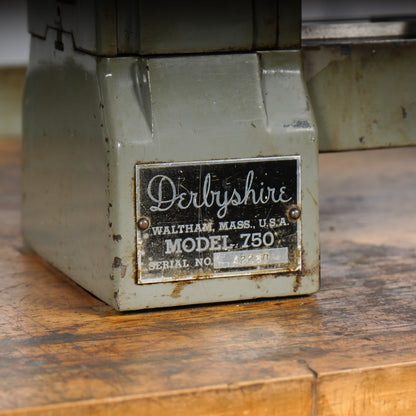 Derbyshire
WALTHAM, MASS., U.S.A.
MODEL 750
SERIAL NO.